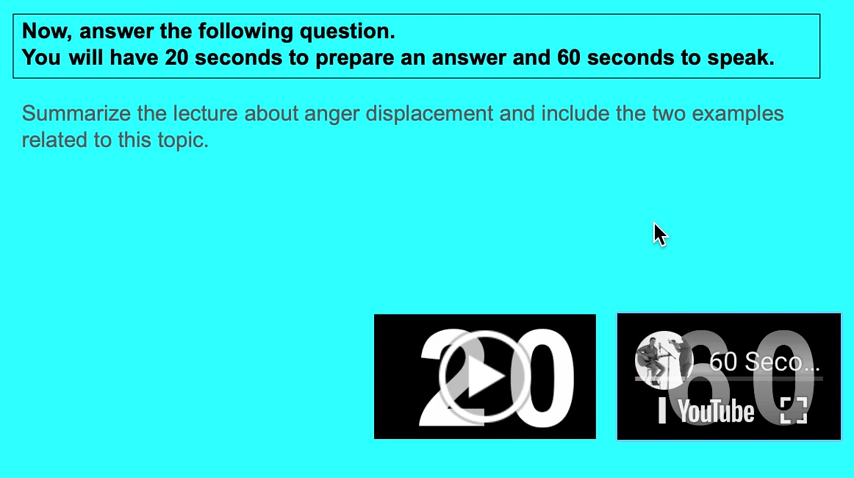 Now, answer the following question.
You will have 20 seconds to prepare an answer and 60 seconds to speak.
Summarize the lecture about anger displacement and include the two examples
related to this topic.
20
60
60 Seco...
YouTube